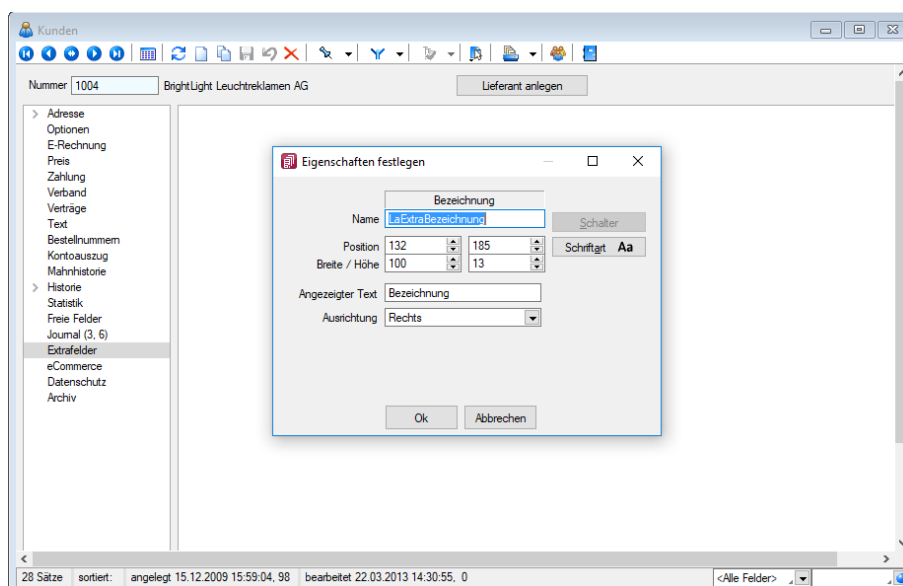 Kunden
Nummer 1004 BrightLight Leuchtreklamen AG Lieferant anlegen
Adresse
Optionen
E-Rechnung
Preis
Zahlung
Verband
Verträge
Text
Bestellnummern
Kontoauszug
Mahnhistorie
Historie
Statistik
Freie Felder
Journal (3, 6)
Extrafelder
eCommerce
Datenschutz
Archiv
Eigenschaften festlegen
Bezeichnung
Name LaExtraBezeichnung Schalter
Position 132 185 Schriftart Aa
Breite / Höhe 100 13
Angezeigter Text Bezeichnung
Ausrichtung Rechts
Ok Abbrechen
28 Sätze sortiert: angelegt 15.12.2009 15:59:04, 98 bearbeitet 22.03.2013 14:30:55, 0 <Alle Felder>